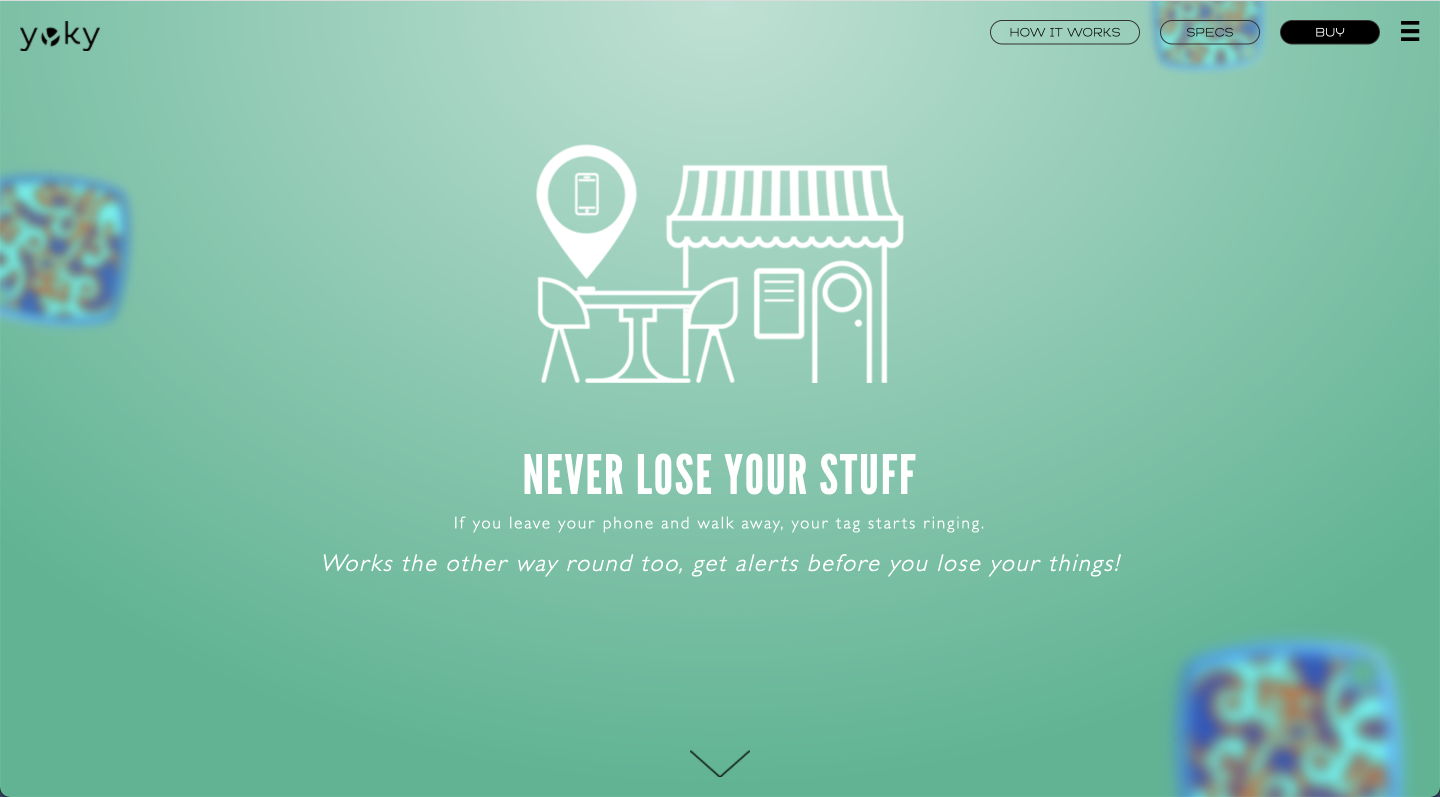 yoky
HOW IT WORKS
SPECS
BUY
NEVER LOSE YOUR STUFF
If you leave your phone and walk away, your tag starts ringing.
Works the other way round too, get alerts before you lose your things!